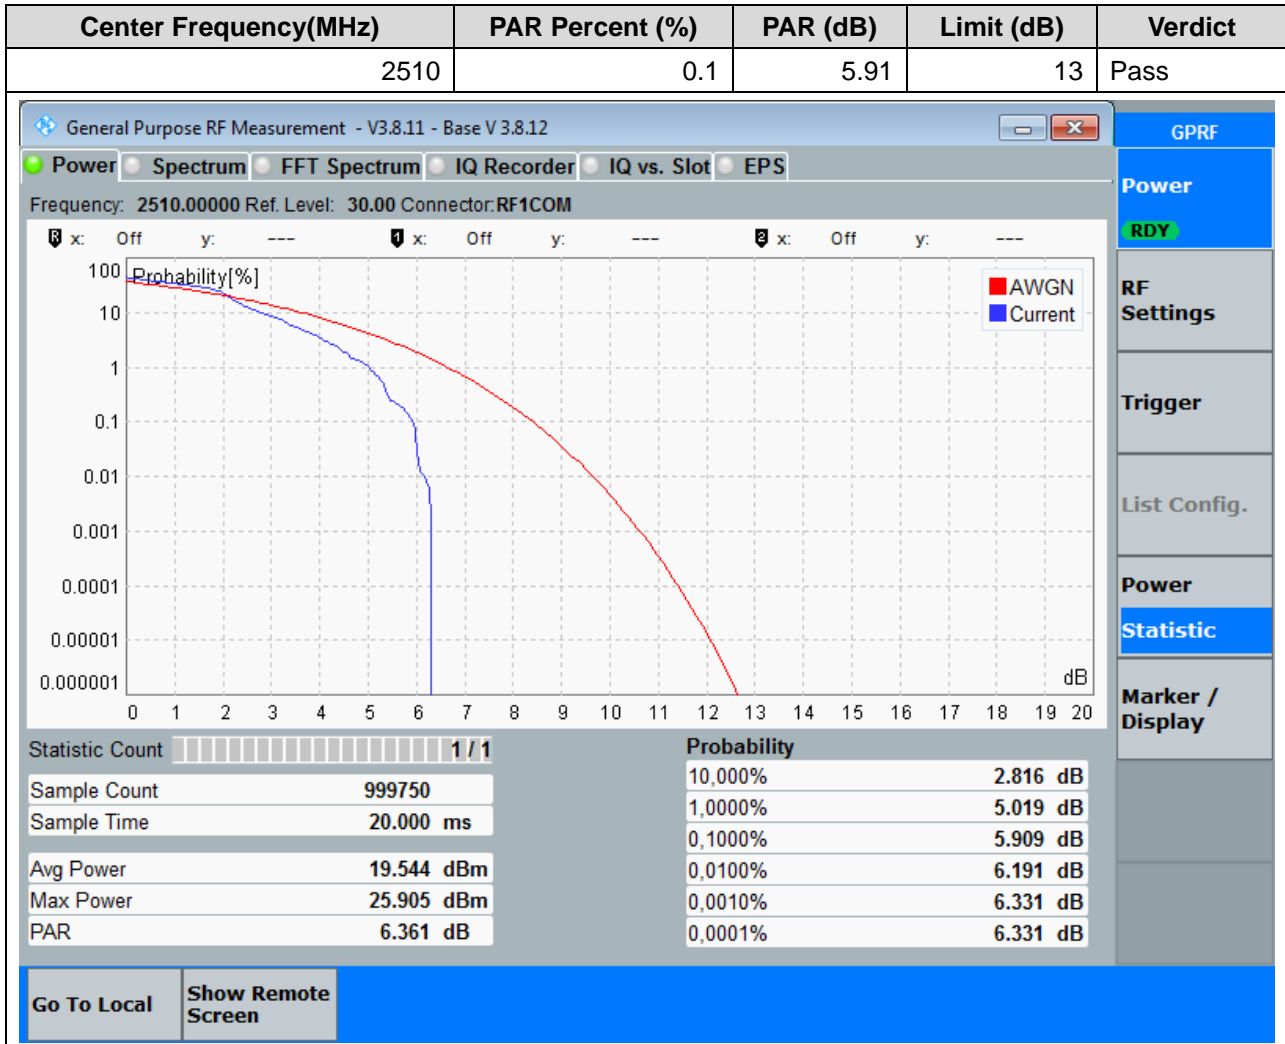 Center Frequency(MHz) PAR Percent (%) PAR (dB) Limit (dB) Verdict
2510 0.1 5.91 13 Pass
General Purpose RF Measurement - V3.8.11 - Base V 3.8.12
GPRF
Power Spectrum FFT Spectrum IQ Recorder IQ vs. Slot EPS
Frequency: 2510.00000 Ref. Level: 30.00 Connector:RF1COM
R x: Off y: --- 1 x: Off y: --- 2 x: Off y: ---
Probability[%]
AWGN
Current
100
10
1
0.1
0.01
0.001
0.0001
0.00001
0.000001
dB
0 1 2 3 4 5 6 7 8 9 10 11 12 13 14 15 16 17 18 19 20
Statistic Count 1 / 1
Sample Count 999750
Sample Time 20.000 ms
Avg Power 19.544 dBm
Max Power 25.905 dBm
PAR 6.361 dB
Probability
10,000% 2.816 dB
1,0000% 5.019 dB
0,1000% 5.909 dB
0,0100% 6.191 dB
0,0010% 6.331 dB
0,0001% 6.331 dB
Power
RDY
RF
Settings
Trigger
List Config.
Power
Statistic
Marker /
Display
Go To Local
Show Remote
Screen